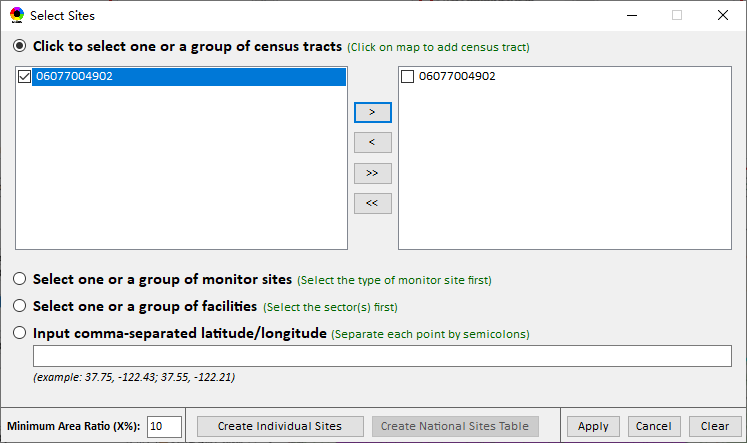 Select Sites
Click to select one or a group of census tracts (Click on map to add census tract)
06077004902
06077004902
>
<
>>
<<
Select one or a group of monitor sites (Select the type of monitor site first)
Select one or a group of facilities (Select the sector(s) first)
Input comma-separated latitude/longitude (Separate each point by semicolons)
(example: 37.75, -122.43; 37.55, -122.21)
Minimum Area Ratio (X%): 10 Create Individual Sites Create National Sites Table Apply Cancel Clear